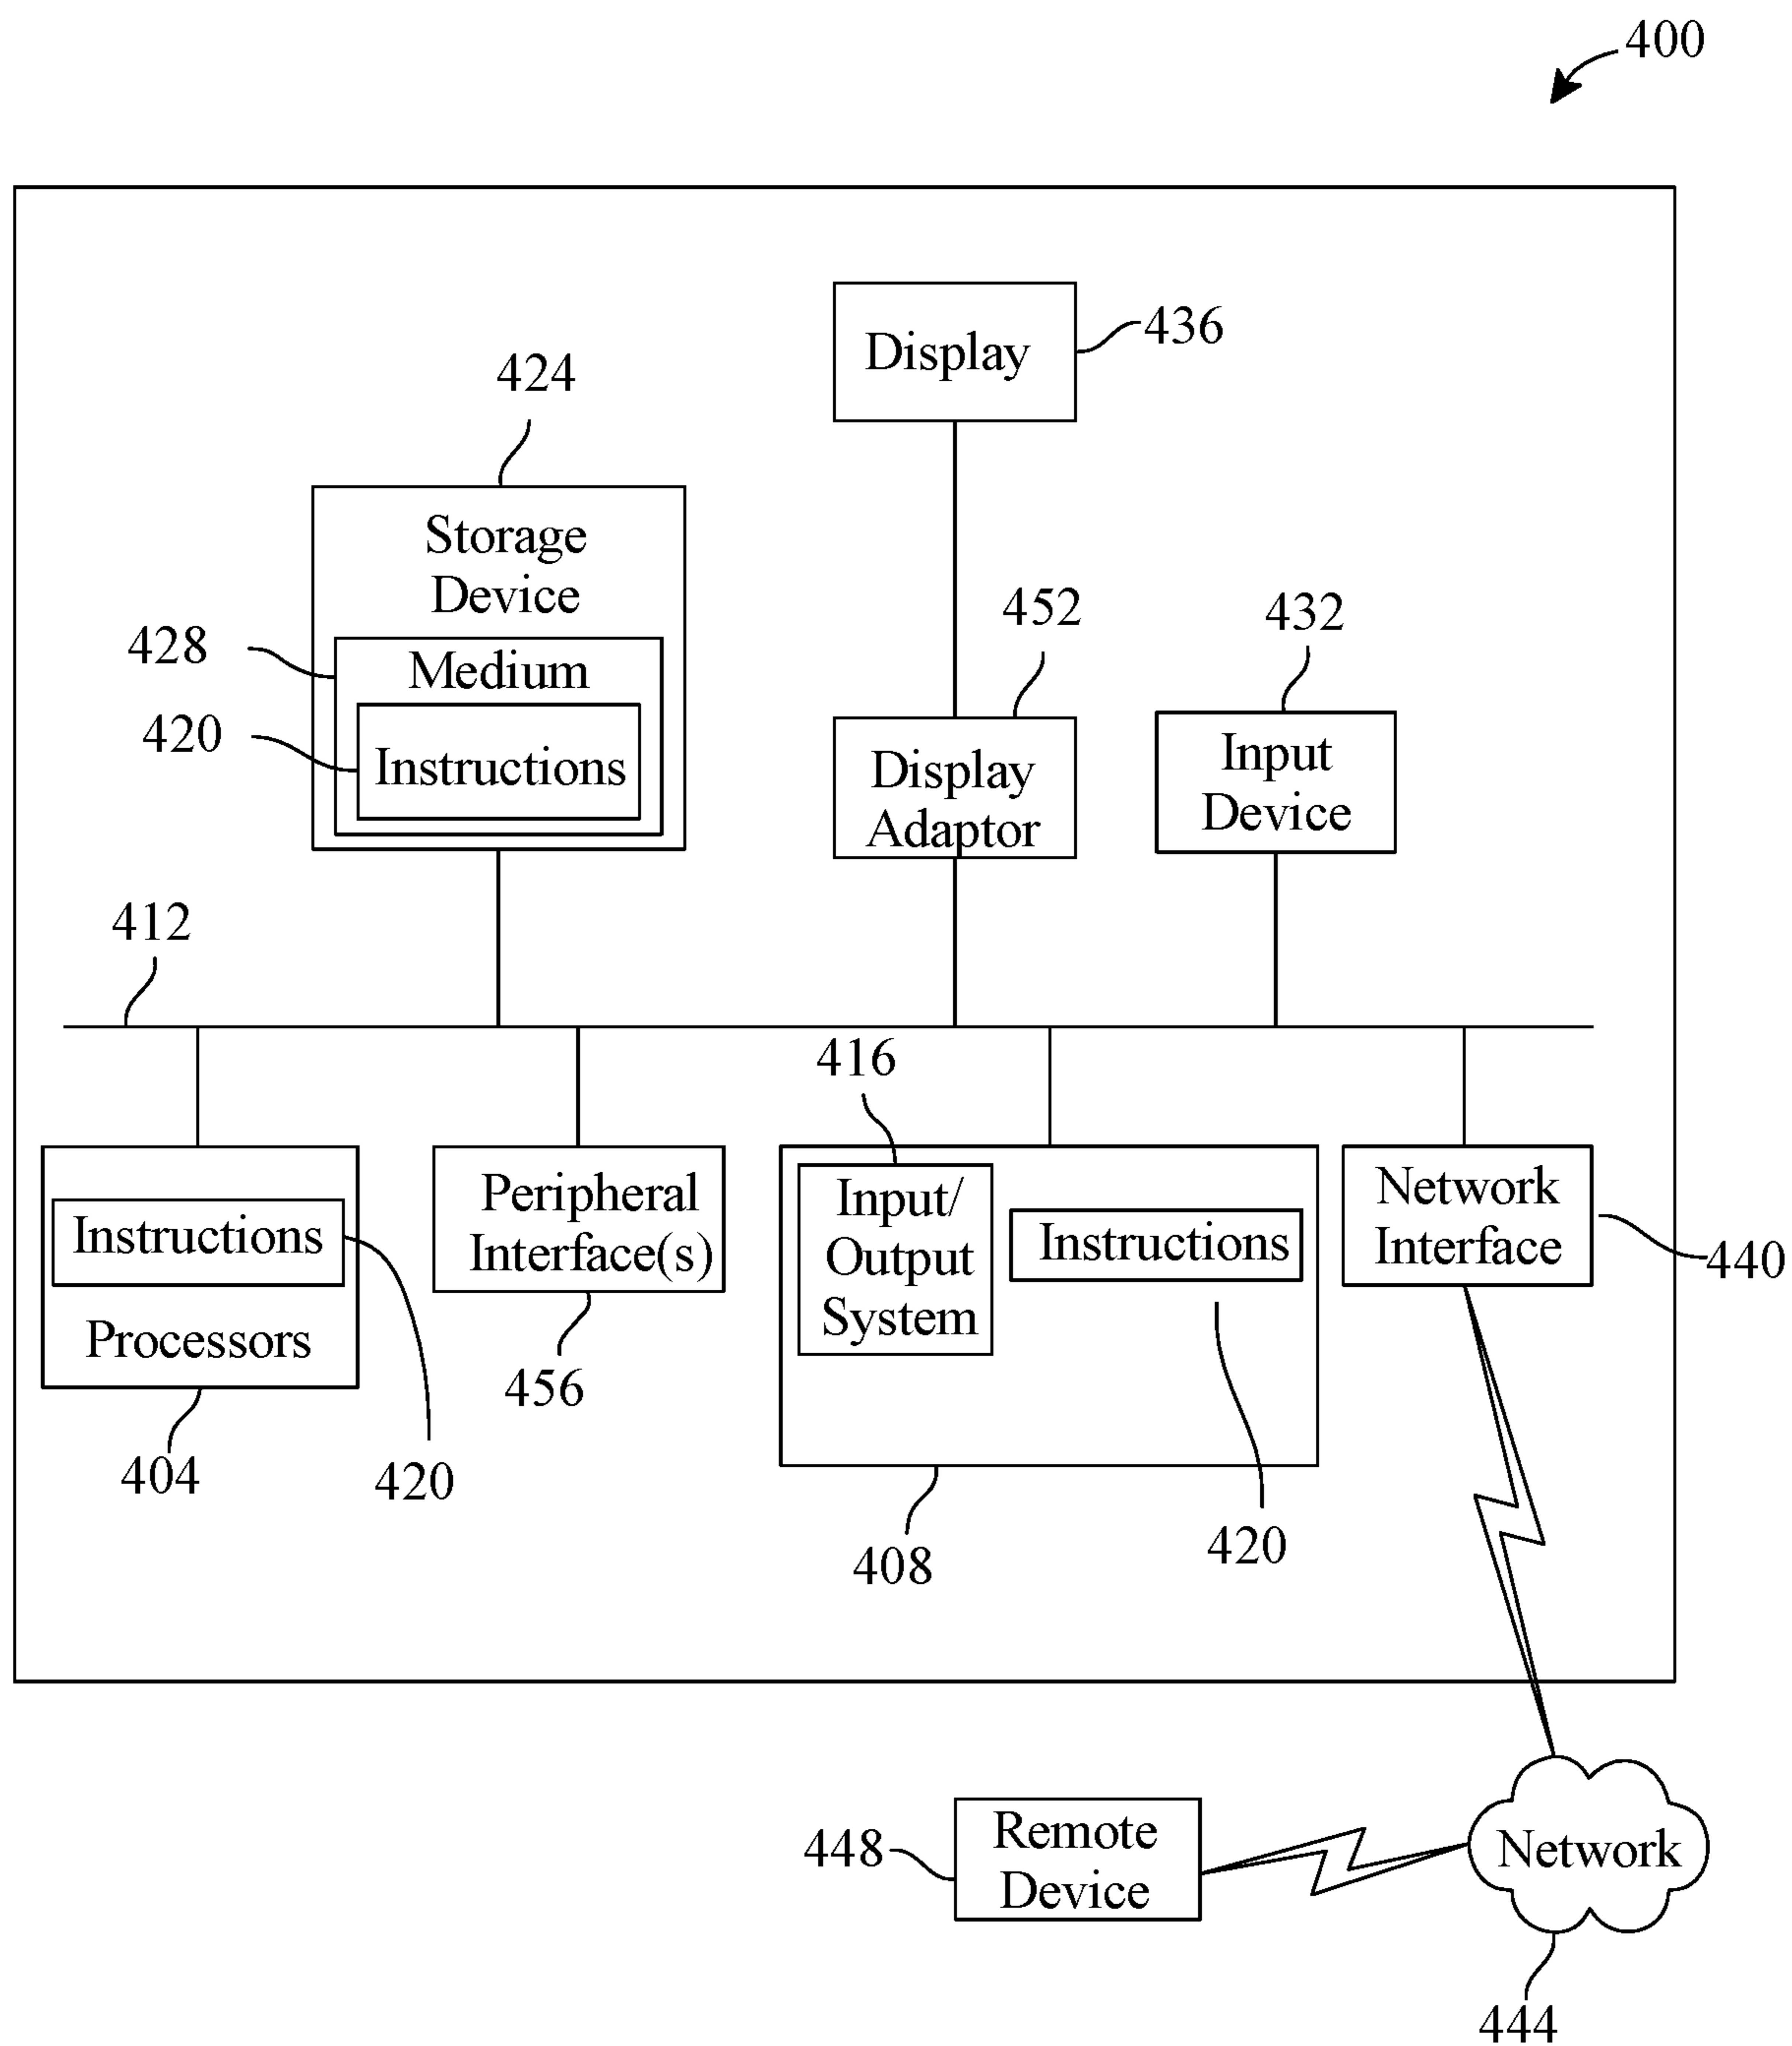 400
Display
436
424
Storage
Device
428
Medium
420
Instructions
452
Display
Adaptor
432
Input
Device
412
416
Instructions
Processors
404
420
Peripheral
Interface(s)
456
Input/
Output
System
Instructions
408
420
Network
Interface
440
448
Remote
Device
Network
444